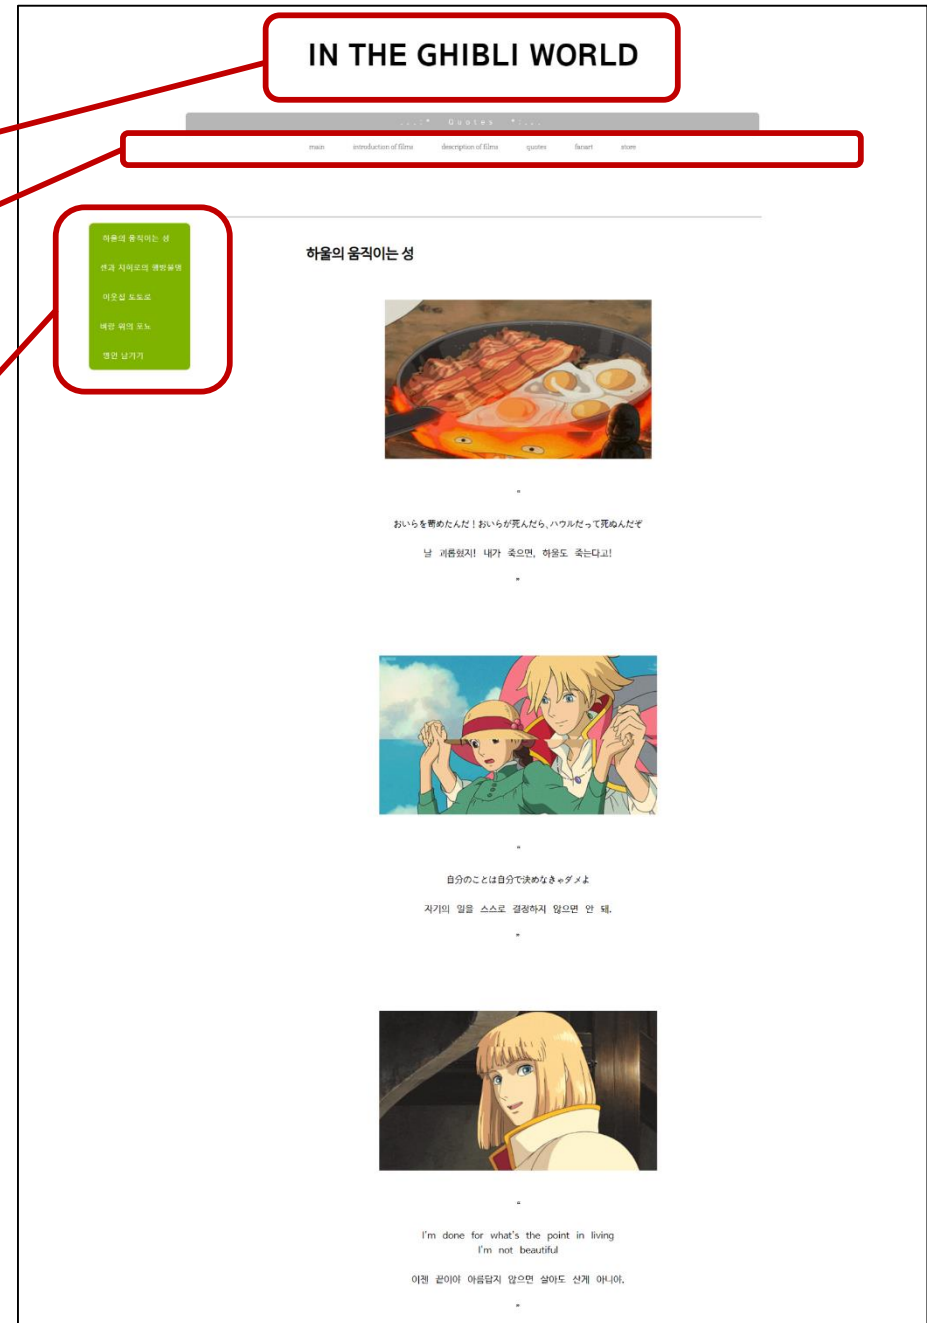 IN THE GHIBLI WORLD
...:* Quotes *:...
main introduction of films description of films quotes fanart store
하울의 움직이는 성
센과 치히로의 행방불명
이웃집 토토로
벼랑 위의 포뇨
명언 남기기
하울의 움직이는 성
"
おいらを苛めたんだ！おいらが死んだら、ハウルだって死ぬんだぞ
날 괴롭혔지! 내가 죽으면, 하울도 죽는다고!
"
"
自分のことは自分で決めなきゃダメよ
자기의 일을 스스로 결정하지 않으면 안 돼.
"
"
I'm done for what's the point in living
I'm not beautiful
이젠 끝이야 아름답지 않으면 살아도 산게 아니야.
"